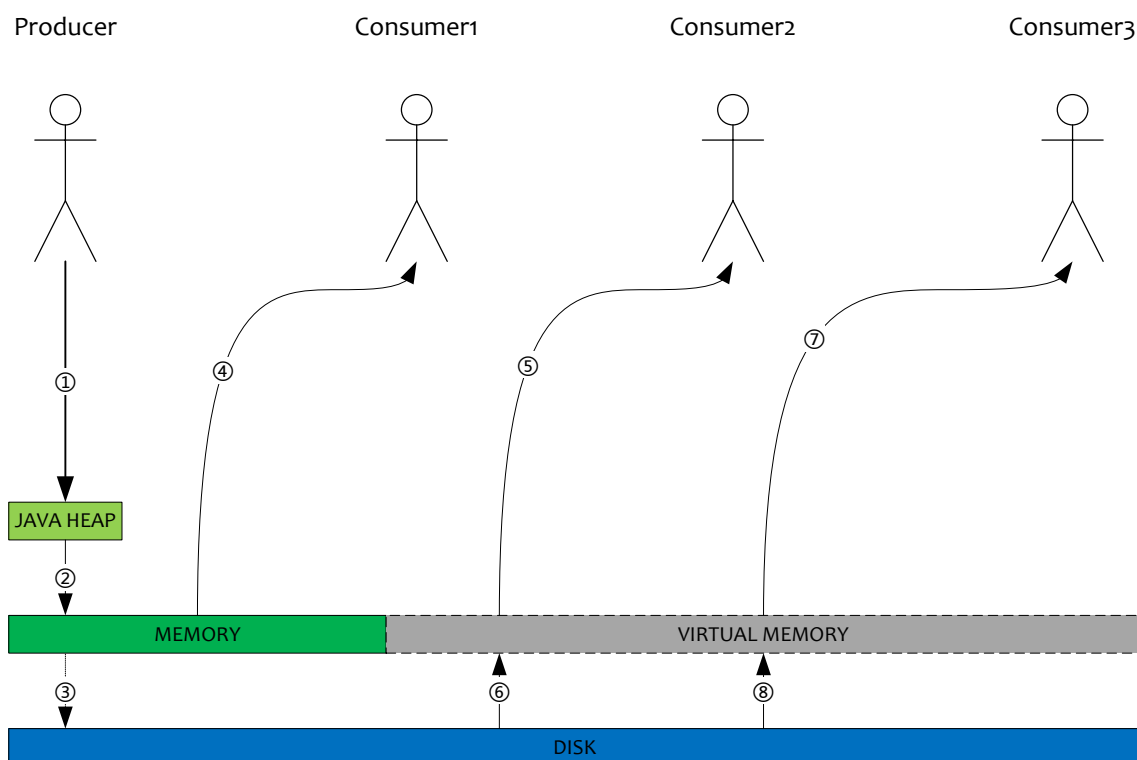 Producer
Consumer1
Consumer2
Consumer3
④
⑤
⑦
①
JAVA HEAP
②
MEMORY
VIRTUAL MEMORY
③
⑥
⑧
DISK